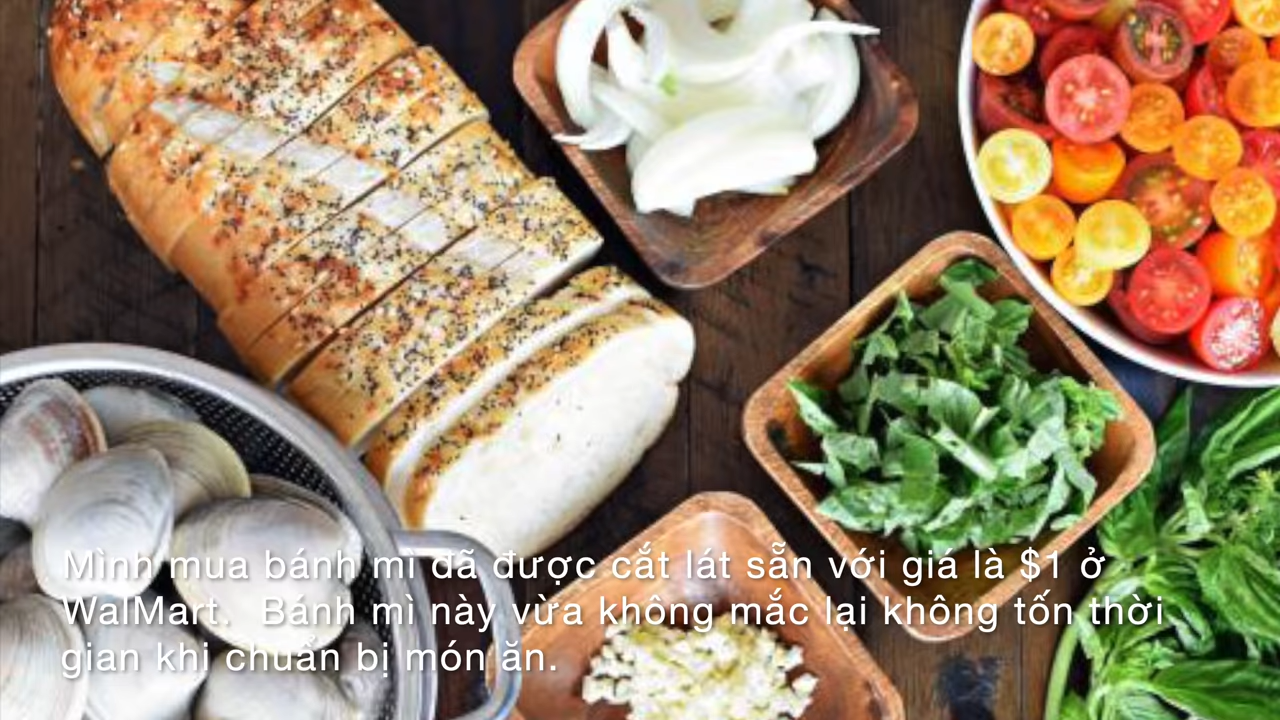 Mình mua bánh mì đã được cắt lát sẵn với giá là $1 ở
WalMart.  Bánh mì này vừa không mắc lại không tốn thời
gian khi chuẩn bị món ăn.